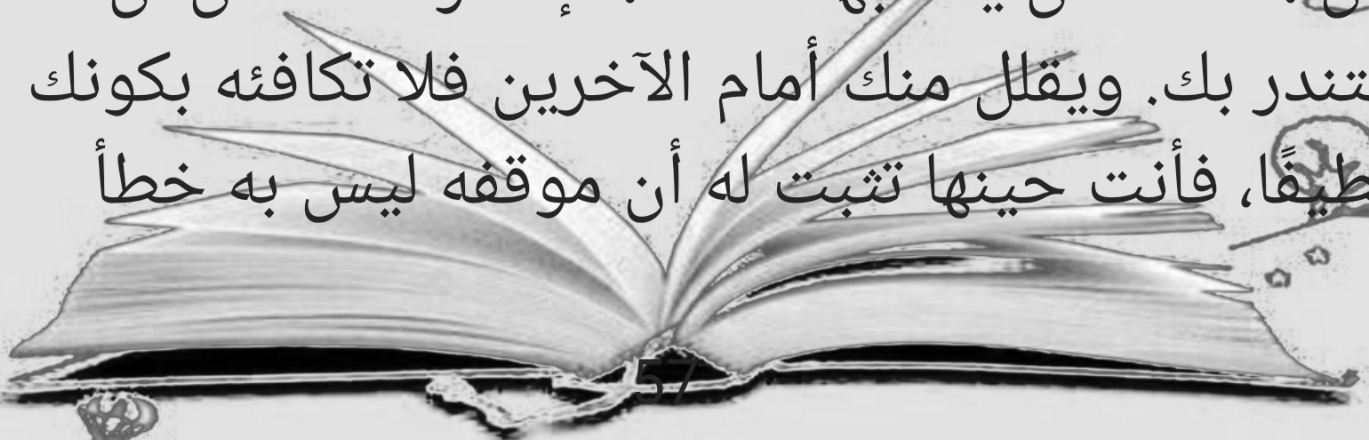 تندر بك. ويقلل منك أمام الآخرين فلا تكافئه بكونك
طيفًا، فأنت حينها تثبت له أن موقفه ليس به خطأ
57